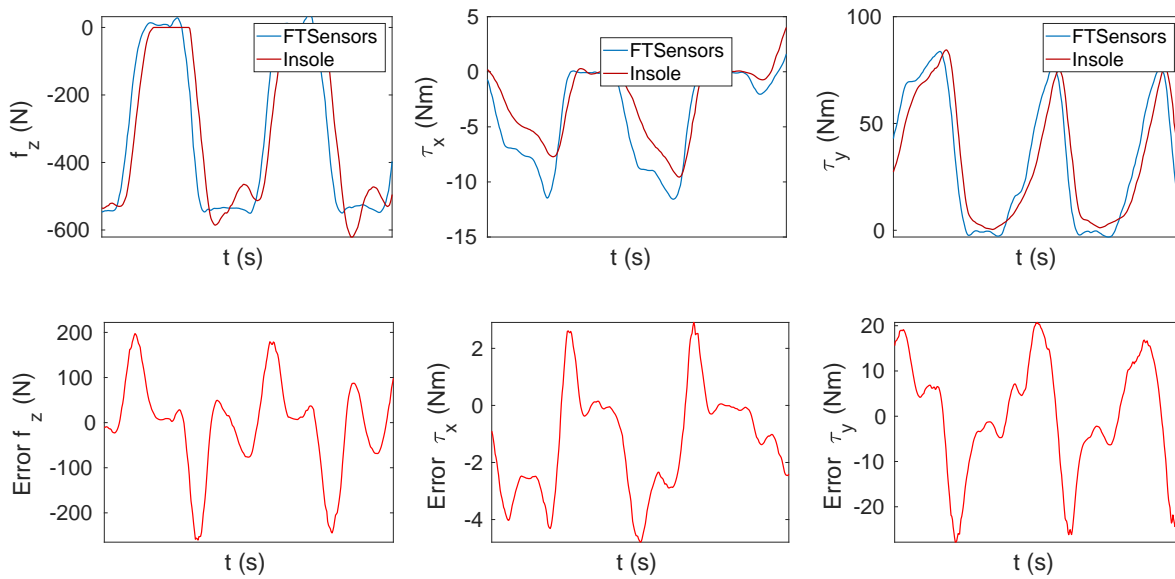 0
-200
-400
-600
f_z (N)
t (s)
FTSensors
Insole
5
0
-5
-10
-15
τ_x (Nm)
t (s)
FTSensors
Insole
100
50
0
τ_y (Nm)
t (s)
FTSensors
Insole
200
100
0
-100
-200
Error f_z (N)
t (s)
2
0
-2
-4
Error τ_x (Nm)
t (s)
20
10
0
-10
-20
Error τ_y (Nm)
t (s)